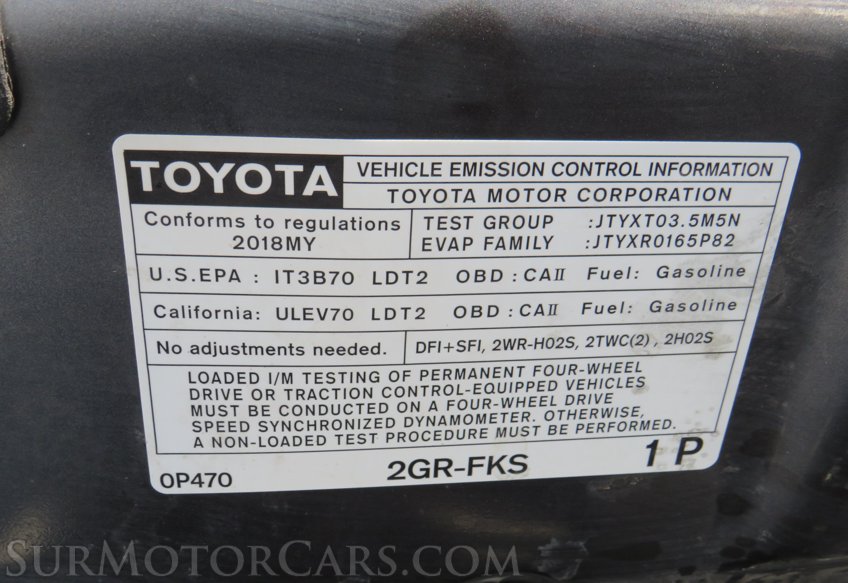 TOYOTA
VEHICLE EMISSION CONTROL INFORMATION
TOYOTA MOTOR CORPORATION
Conforms to regulations
2018MY
TEST GROUP :JTYXT03.5M5N
EVAP FAMILY :JTYXR0165P82
U.S.EPA : IT3B70 LDT2 OBD : CAII Fuel: Gasoline
California: ULEV70 LDT2 OBD : CAII Fuel: Gasoline
No adjustments needed. DFI+SFI, 2WR-HO2S, 2TWC(2) , 2HO2S
LOADED I/M TESTING OF PERMANENT FOUR-WHEEL
DRIVE OR TRACTION CONTROL-EQUIPPED VEHICLES
MUST BE CONDUCTED ON A FOUR-WHEEL DRIVE
SPEED SYNCHRONIZED DYNAMOMETER. OTHERWISE,
A NON-LOADED TEST PROCEDURE MUST BE PERFORMED.
0P470 2GR-FKS 1 P
SURMOTORCARS.COM